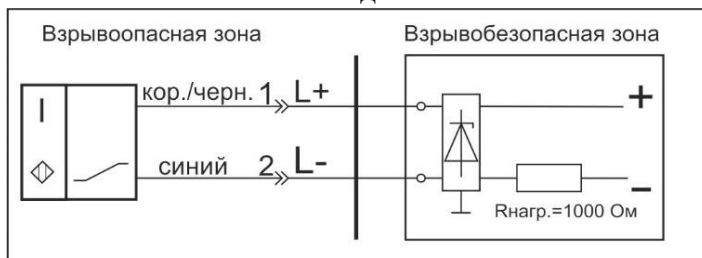 Взрывоопасная зона
Взрывобезопасная зона
кор./черн. 1 L+
+
I
синий 2 L-
−
Rнагр.=1000 Ом